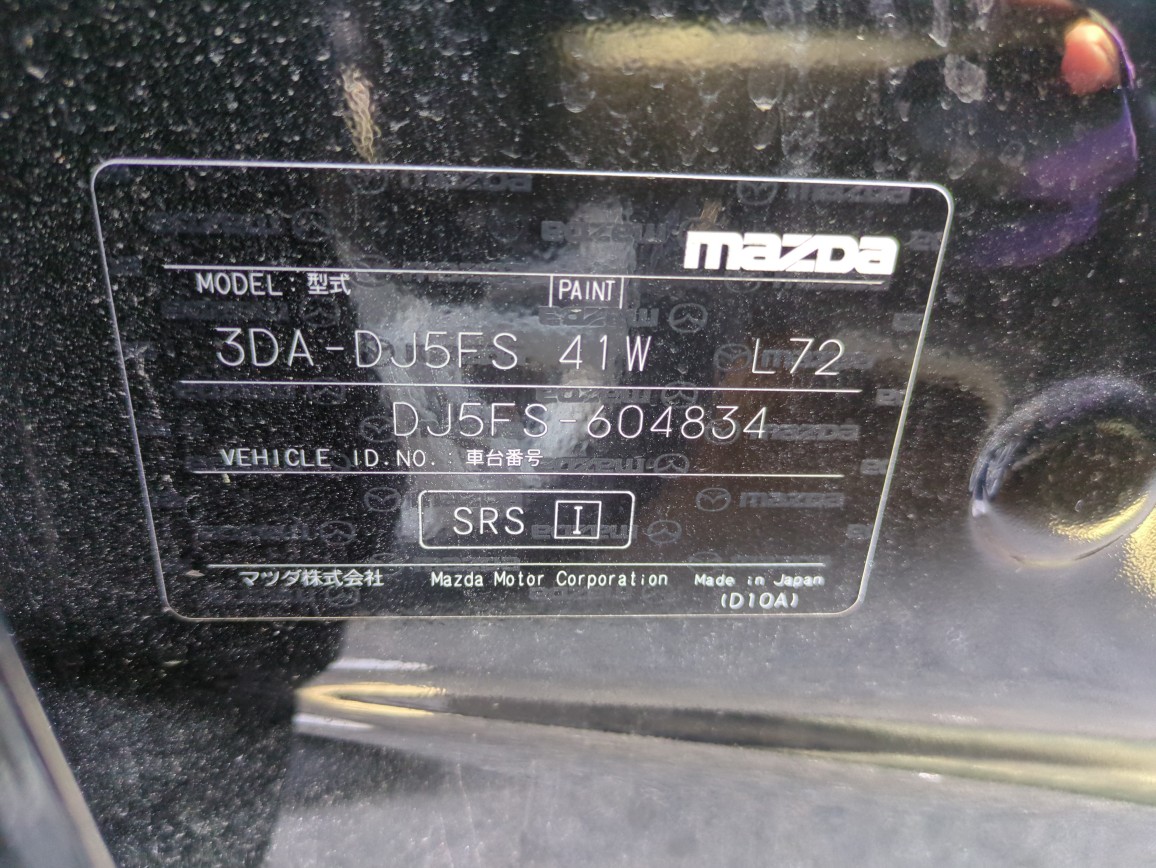 mazda
MODEL : 型式 PAINT
3DA-DJ5FS 41W L72
DJ5FS-604834
VEHICLE ID.NO. : 車台番号
SRS I
マツダ株式会社 Mazda Motor Corporation Made in Japan
(D10A)